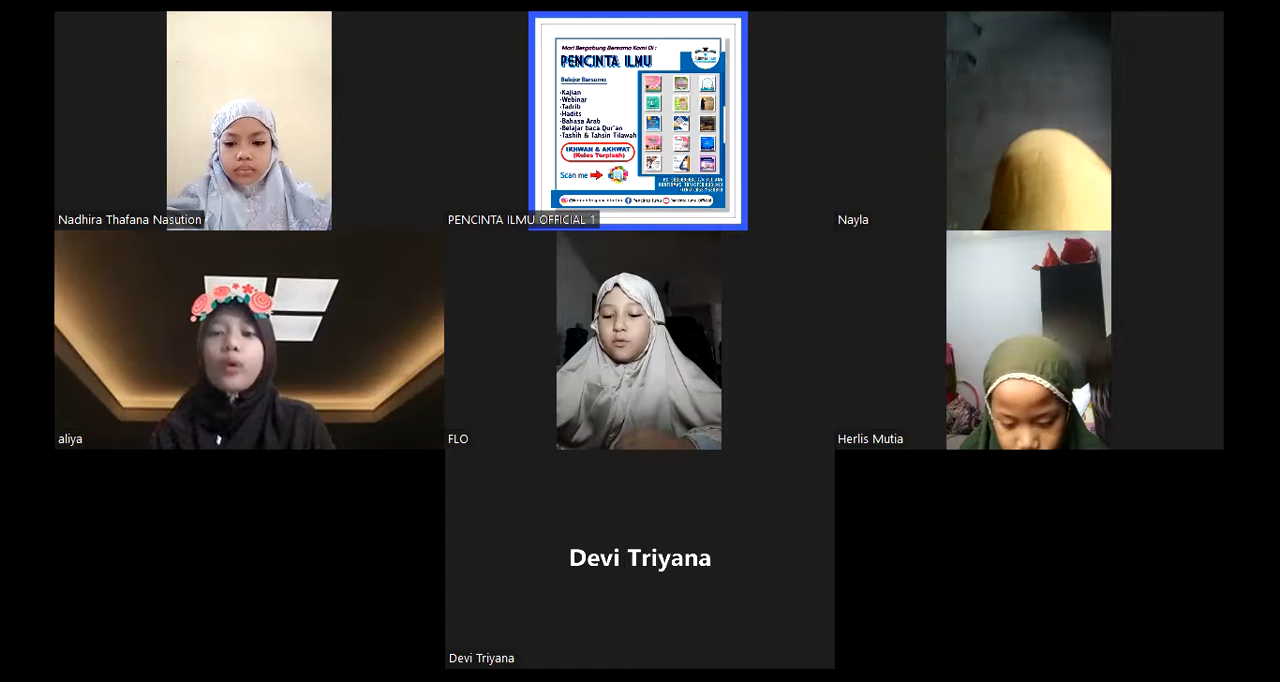 Nadhira Thafana Nasution
Mari Bergabung Bersama Kami Di :
PENCINTA ILMU
Belajar Bersama
-Kajian
-Webinar
-Tadrib
-Hadits
-Bahasa Arab
-Belajar baca Qur'an
-Tashih & Tahsin Tilawah
IKHWAN & AKHWAT
(Kelas Terpisah)
Scan me
PENCINTA ILMU OFFICIAL 1
Nayla
aliya
FLO
Herlis Mutia
Devi Triyana
Devi Triyana